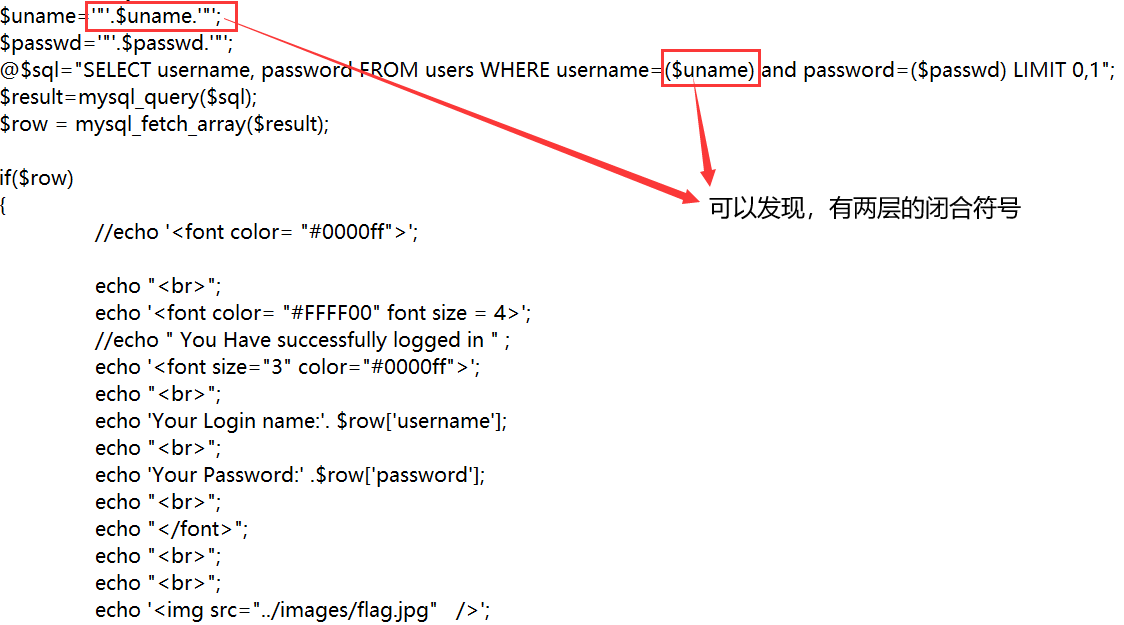 $uname='"'.$uname.'"';
$passwd='"'.$passwd.'"';
@$sql="SELECT username, password FROM users WHERE username=($uname) and password=($passwd) LIMIT 0,1";
$result=mysql_query($sql);
$row = mysql_fetch_array($result);
if($row)
可以发现，有两层的闭合符号
{
//echo '<font color= "#0000ff">';
echo "<br>";
echo '<font color= "#FFFF00" font size = 4>';
//echo " You Have successfully logged in " ;
echo '<font size="3" color="#0000ff">';
echo "<br>";
echo 'Your Login name:'. $row['username'];
echo "<br>";
echo 'Your Password:' .$row['password'];
echo "<br>";
echo "</font>";
echo "<br>";
echo "<br>";
echo '<img src="../images/flag.jpg"   />';